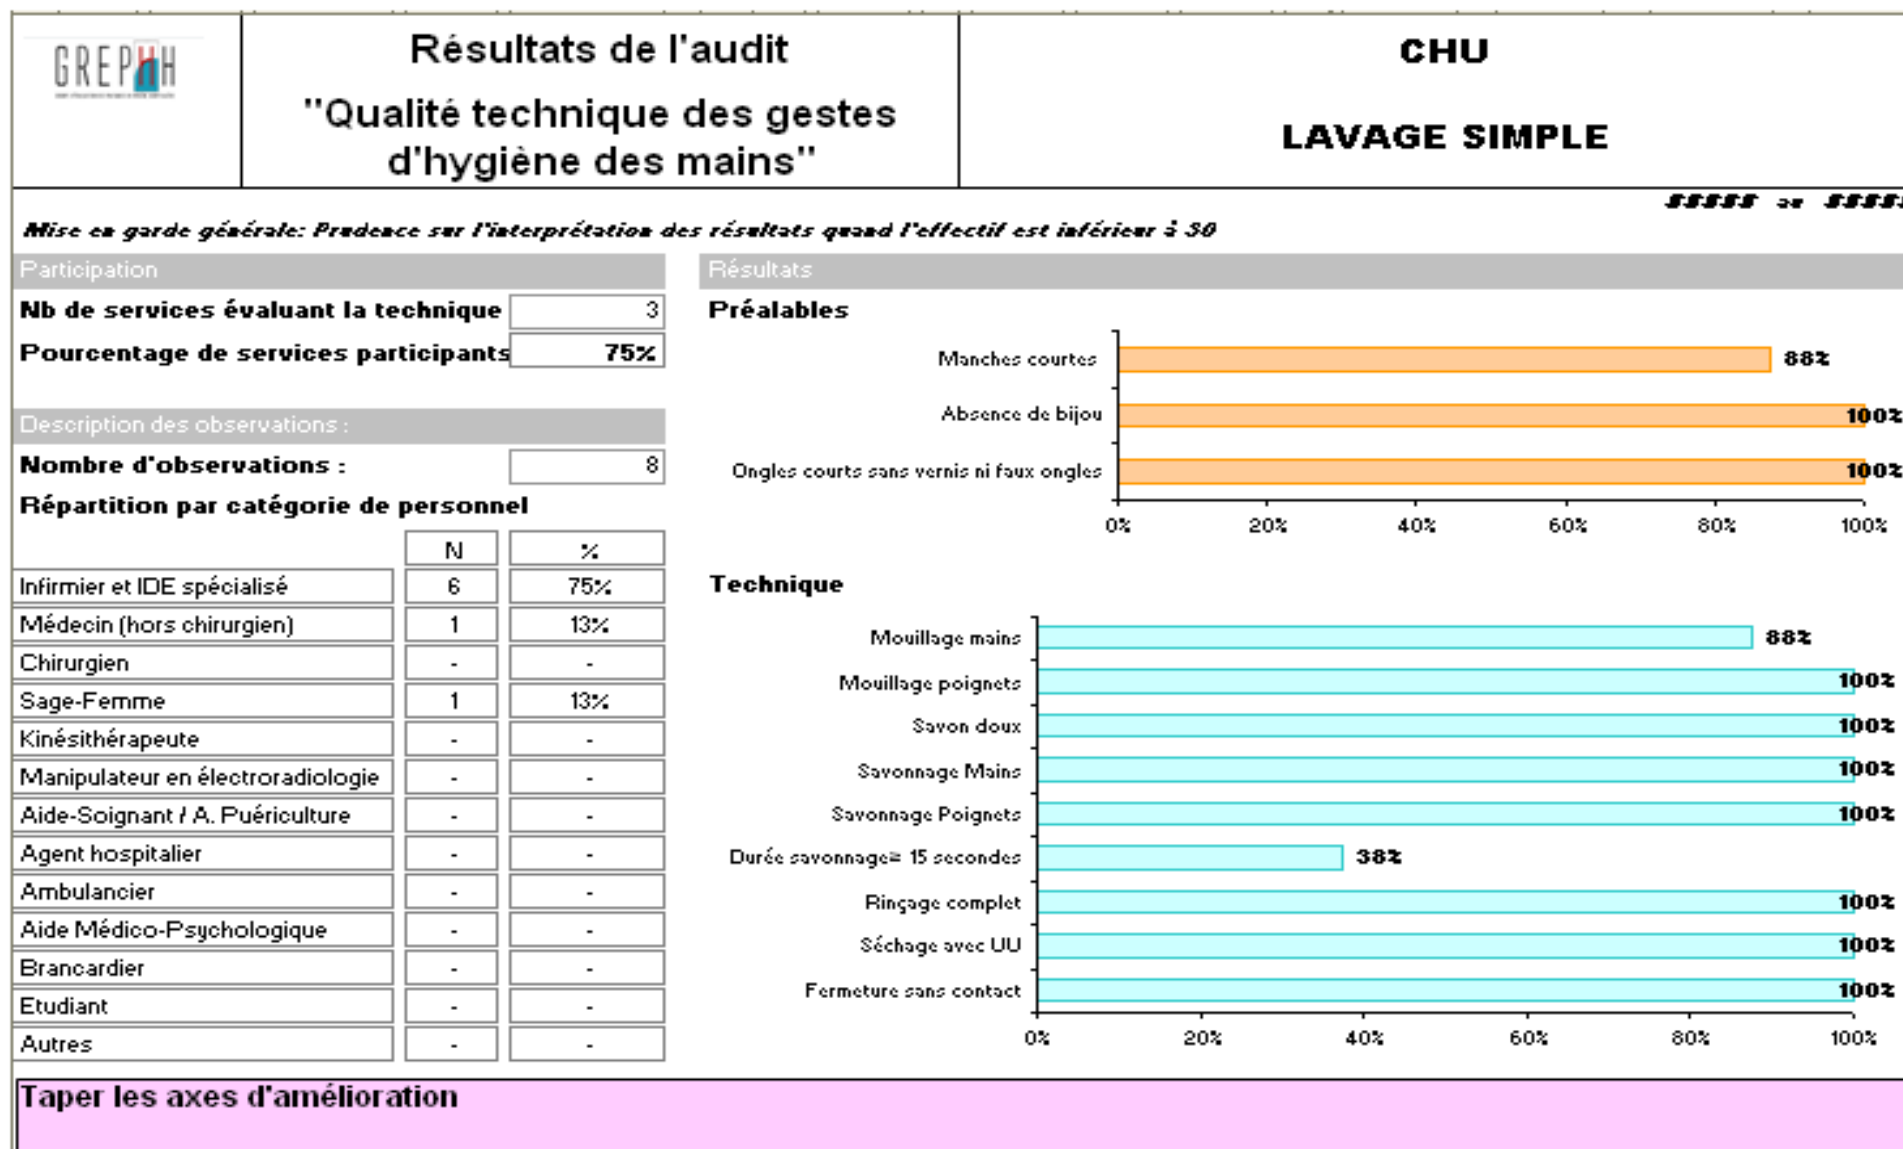 GREPHH
Résultats de l'audit
"Qualité technique des gestes
d'hygiène des mains"
CHU
LAVAGE SIMPLE
##### au #####
Mise en garde générale: Prudence sur l'interprétation des résultats quand l'effectif est inférieur à 30
Participation
Nb de services évaluant la technique 3
Pourcentage de services participants 75%
Description des observations :
Nombre d'observations : 8
Répartition par catégorie de personnel
N %
Infirmier et IDE spécialisé 6 75%
Médecin (hors chirurgien) 1 13%
Chirurgien - -
Sage-Femme 1 13%
Kinésithérapeute - -
Manipulateur en électroradiologie - -
Aide-Soignant / A. Puériculture - -
Agent hospitalier - -
Ambulancier - -
Aide Médico-Psychologique - -
Brancardier - -
Etudiant - -
Autres - -
Résultats
Préalables
Manches courtes 88%
Absence de bijou 100%
Ongles courts sans vernis ni faux ongles 100%
0% 20% 40% 60% 80% 100%
Technique
Mouillage mains 88%
Mouillage poignets 100%
Savon doux 100%
Savonnage Mains 100%
Savonnage Poignets 100%
Durée savonnage≥ 15 secondes 38%
Rinçage complet 100%
Séchage avec UU 100%
Fermeture sans contact 100%
0% 20% 40% 60% 80% 100%
Taper les axes d'amélioration